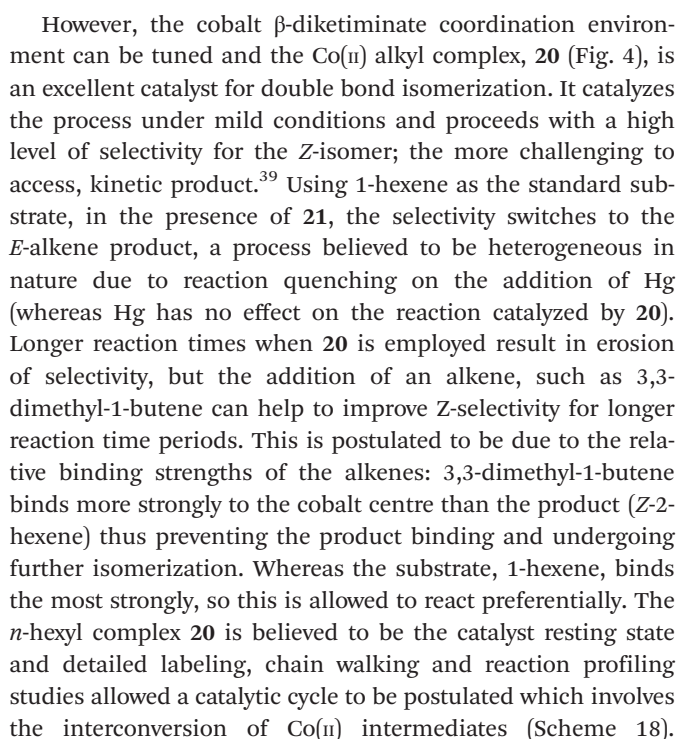 However, the cobalt β-diketiminate coordination environ-
ment can be tuned and the Co(II) alkyl complex, 20 (Fig. 4), is
an excellent catalyst for double bond isomerization. It catalyzes
the process under mild conditions and proceeds with a high
level of selectivity for the Z-isomer; the more challenging to
access, kinetic product.39 Using 1-hexene as the standard sub-
strate, in the presence of 21, the selectivity switches to the
E-alkene product, a process believed to be heterogeneous in
nature due to reaction quenching on the addition of Hg
(whereas Hg has no effect on the reaction catalyzed by 20).
Longer reaction times when 20 is employed result in erosion
of selectivity, but the addition of an alkene, such as 3,3-
dimethyl-1-butene can help to improve Z-selectivity for longer
reaction time periods. This is postulated to be due to the rela-
tive binding strengths of the alkenes: 3,3-dimethyl-1-butene
binds more strongly to the cobalt centre than the product (Z-2-
hexene) thus preventing the product binding and undergoing
further isomerization. Whereas the substrate, 1-hexene, binds
the most strongly, so this is allowed to react preferentially. The
n-hexyl complex 20 is believed to be the catalyst resting state
and detailed labeling, chain walking and reaction profiling
studies allowed a catalytic cycle to be postulated which involves
the interconversion of Co(II) intermediates (Scheme 18).